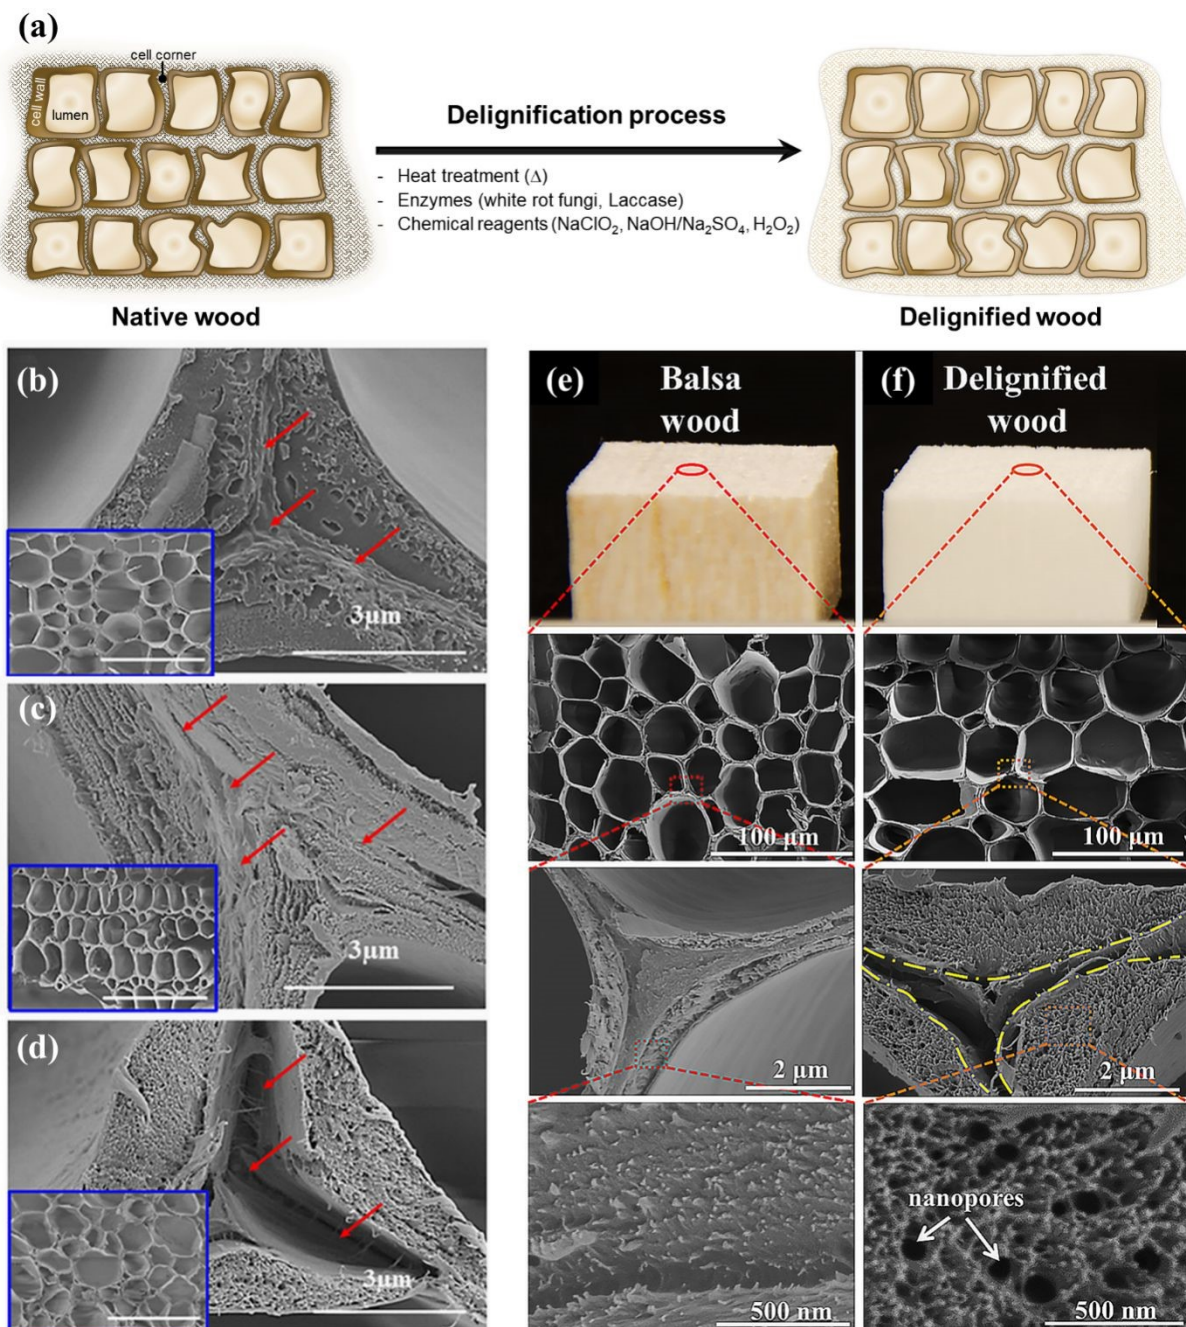 (a)
cell corner
cell wall
lumen
Delignification process
- Heat treatment (Δ)
- Enzymes (white rot fungi, Laccase)
- Chemical reagents (NaClO₂, NaOH/Na₂SO₄, H₂O₂)
Native wood
Delignified wood
(b)
3µm
(c)
3µm
(d)
3µm
(e)
Balsa
wood
100 µm
2 µm
500 nm
(f)
Delignified
wood
100 µm
2 µm
nanopores
500 nm